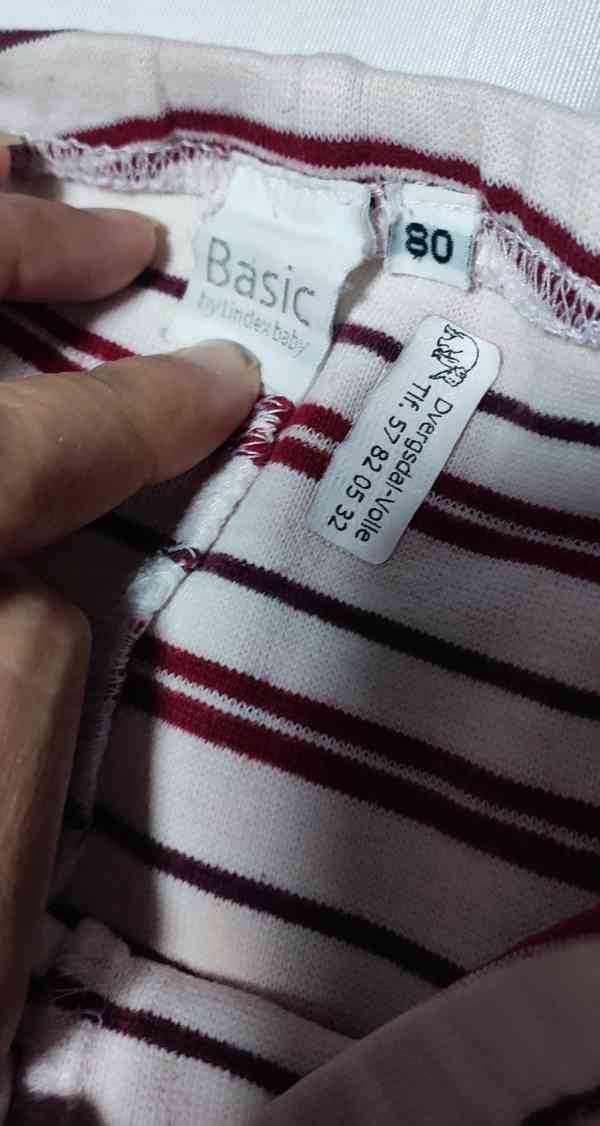 Basic
by Lindex baby
80
Dvergsdal-Volle
Tlf. 57 82 05 32